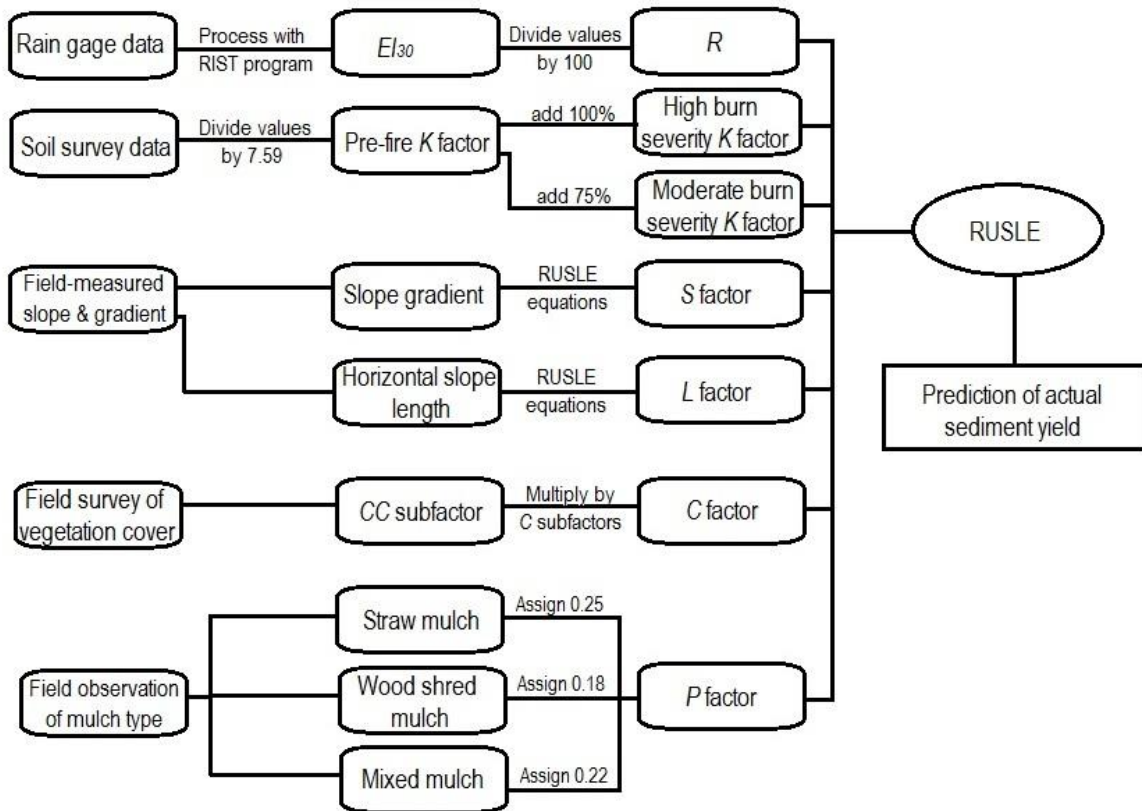 Rain gage data
Process with
RIST program
EI30
Divide values
by 100
R
Soil survey data
Divide values
by 7.59
Pre-fire K factor
add 100%
High burn
severity K factor
add 75%
Moderate burn
severity K factor
RUSLE
Field-measured
slope & gradient
Slope gradient
RUSLE
equations
S factor
Horizontal slope
length
RUSLE
equations
L factor
Prediction of actual
sediment yield
Field survey of
vegetation cover
CC subfactor
Multiply by
C subfactors
C factor
Field observation
of mulch type
Straw mulch
Assign 0.25
Wood shred
mulch
Assign 0.18
Mixed mulch
Assign 0.22
P factor